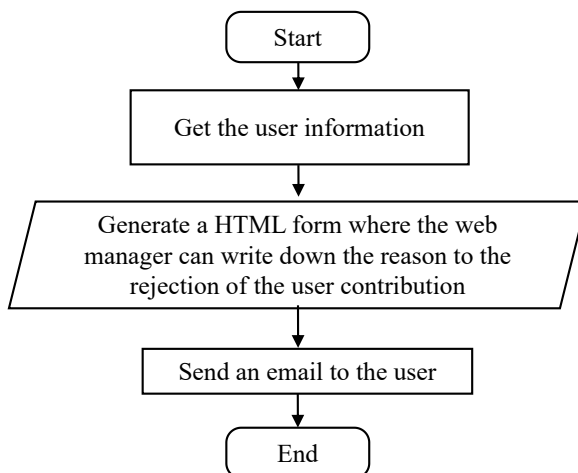 Start
Get the user information
Generate a HTML form where the web
manager can write down the reason to the
rejection of the user contribution
Send an email to the user
End